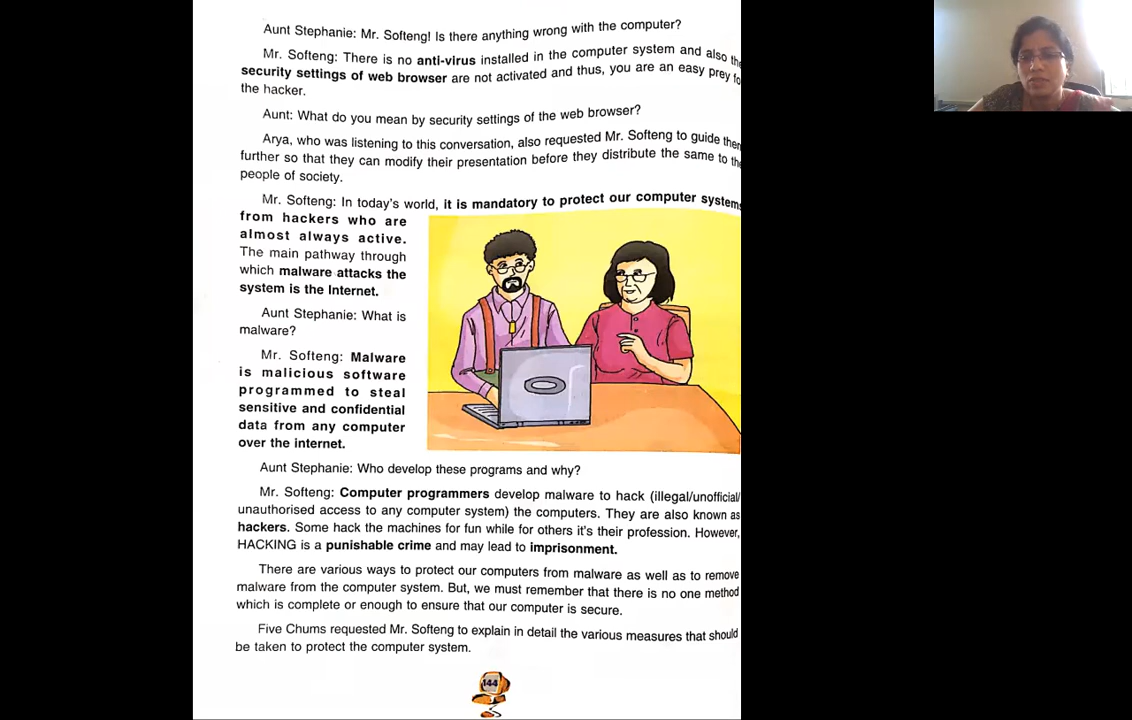 Aunt Stephanie: Mr. Softeng! Is there anything wrong with the computer?
Mr. Softeng: There is no anti-virus installed in the computer system and also
security settings of web browser are not activated and thus, you are an easy prey
the hacker.
Aunt: What do you mean by security settings of the web browser?
Arya, who was listening to this conversation, also requested Mr. Softeng to guide
further so that they can modify their presentation before they distribute the same to
people of society.
Mr. Softeng: In today's world, it is mandatory to protect our computer
from hackers who are
almost always active.
The main pathway through
which malware attacks the
system is the Internet.
Aunt Stephanie: What is
malware?
Mr. Softeng: Malware
is malicious software
programmed to steal
sensitive and confidential
data from any computer
over the internet.
Aunt Stephanie: Who develop these programs and why?
Mr. Softeng: Computer programmers develop malware to hack (illegal/unofficial/
unauthorised access to any computer system) the computers. They are also known as
hackers. Some hack the machines for fun while for others it's their profession. However,
HACKING is a punishable crime and may lead to imprisonment.
There are various ways to protect our computers from malware as well as to remove
malware from the computer system. But, we must remember that there is no one method
which is complete or enough to ensure that our computer is secure.
Five Chums requested Mr. Softeng to explain in detail the various measures that should
be taken to protect the computer system.
144